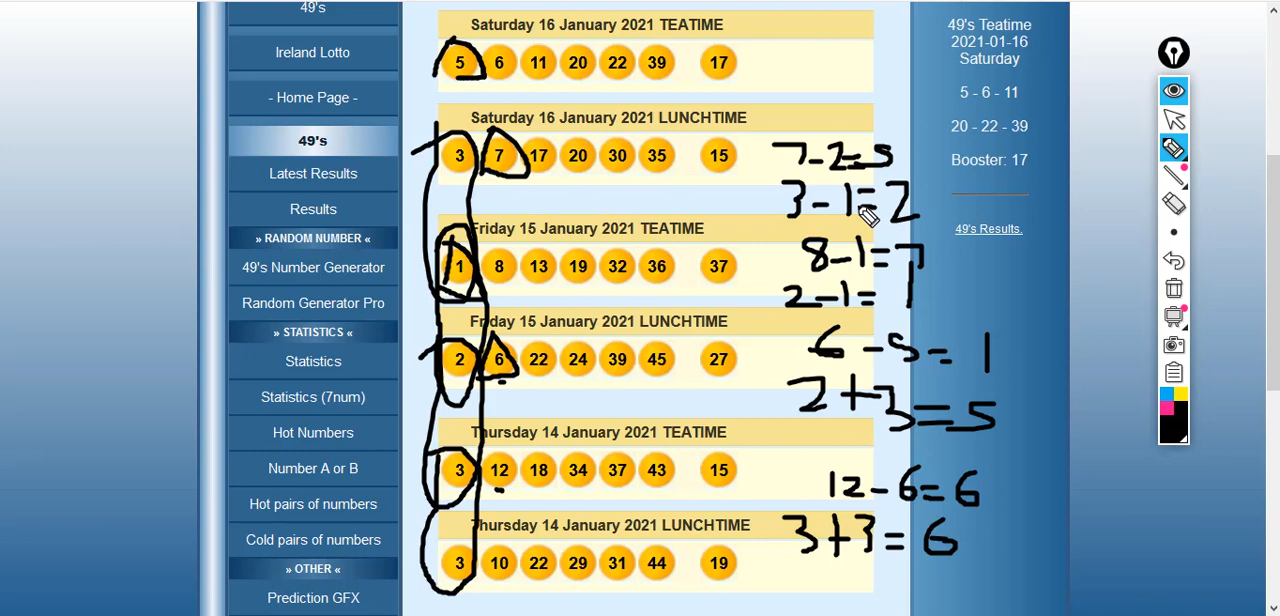 49's
Ireland Lotto
- Home Page -
49's
Latest Results
Results
» RANDOM NUMBER «
49's Number Generator
Random Generator Pro
» STATISTICS «
Statistics
Statistics (7num)
Hot Numbers
Number A or B
Hot pairs of numbers
Cold pairs of numbers
» OTHER «
Prediction GFX
Saturday 16 January 2021 TEATIME
5 6 11 20 22 39 17
Saturday 16 January 2021 LUNCHTIME
3 7 17 20 30 35 15
Friday 15 January 2021 TEATIME
1 8 13 19 32 36 37
Friday 15 January 2021 LUNCHTIME
2 6 22 24 39 45 27
Thursday 14 January 2021 TEATIME
3 12 18 34 37 43 15
Thursday 14 January 2021 LUNCHTIME
3 10 22 29 31 44 19
7-2=5
3-1=2
8-1=7
2-1=1
6-5=1
2+3=5
12-6=6
3+3=6
49's Teatime
2021-01-16
Saturday
5 - 6 - 11
20 - 22 - 39
Booster: 17
49's Results.